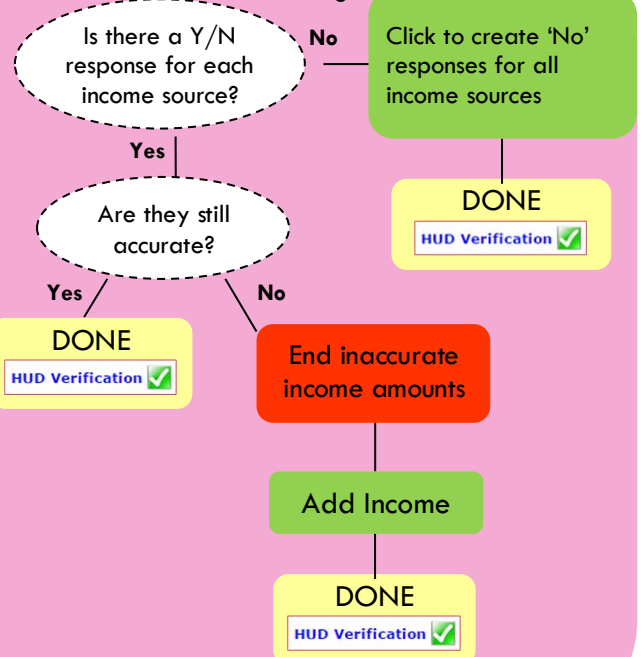 Is there a Y/N
response for each
income source?
No
Click to create ‘No’
responses for all
income sources
Yes
DONE
HUD Verification
Are they still
accurate?
Yes
No
DONE
HUD Verification
End inaccurate
income amounts
Add Income
DONE
HUD Verification